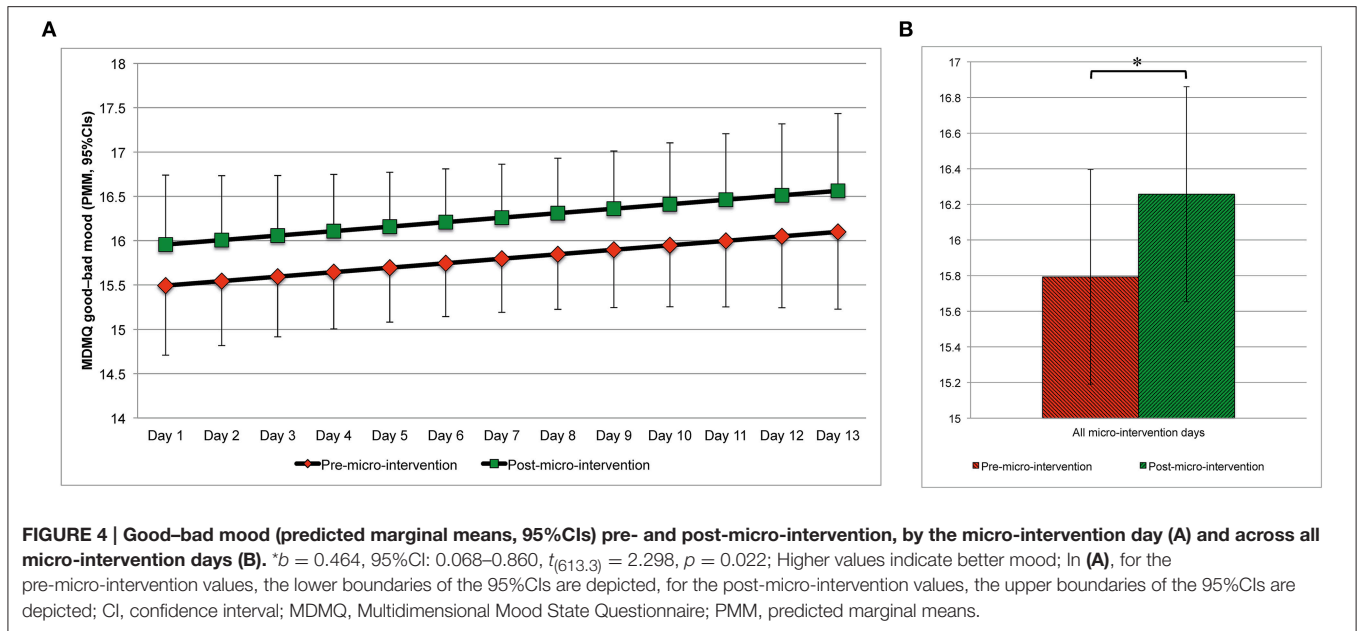 A
MDMQ good–bad mood (PMM, 95%CIs)
18
17.5
17
16.5
16
15.5
15
14.5
14
Day 1 Day 2 Day 3 Day 4 Day 5 Day 6 Day 7 Day 8 Day 9 Day 10 Day 11 Day 12 Day 13
Pre-micro-intervention Post-micro-intervention
B
17
16.8
16.6
16.4
16.2
16
15.8
15.6
15.4
15.2
15
*
All micro-intervention days
Pre-micro-intervention Post-micro-intervention
FIGURE 4 | Good–bad mood (predicted marginal means, 95%CIs) pre- and post-micro-intervention, by the micro-intervention day (A) and across all
micro-intervention days (B). *b = 0.464, 95%CI: 0.068–0.860, t(613.3) = 2.298, p = 0.022; Higher values indicate better mood; In (A), for the
pre-micro-intervention values, the lower boundaries of the 95%CIs are depicted, for the post-micro-intervention values, the upper boundaries of the 95%CIs are
depicted; CI, confidence interval; MDMQ, Multidimensional Mood State Questionnaire; PMM, predicted marginal means.